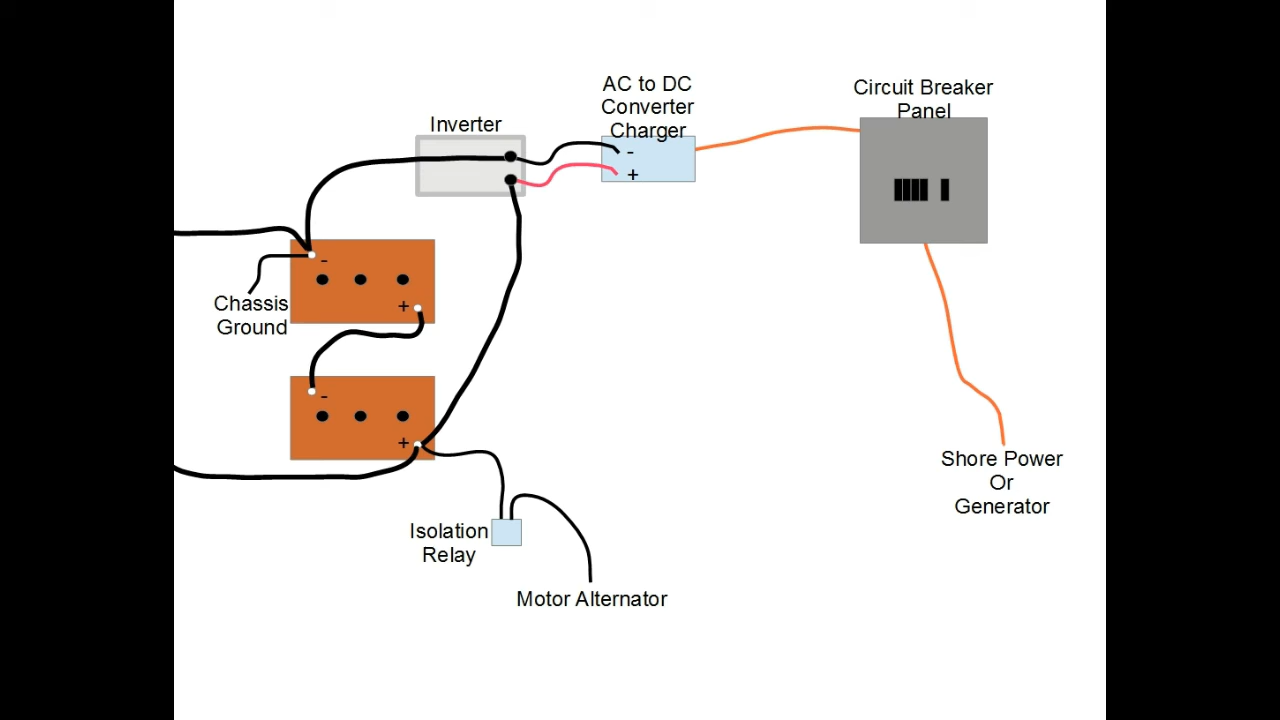 AC to DC
Converter
Charger
Circuit Breaker
Panel
Inverter
-
+
-
+
Chassis
Ground
-
+
Isolation
Relay
Motor Alternator
Shore Power
Or
Generator